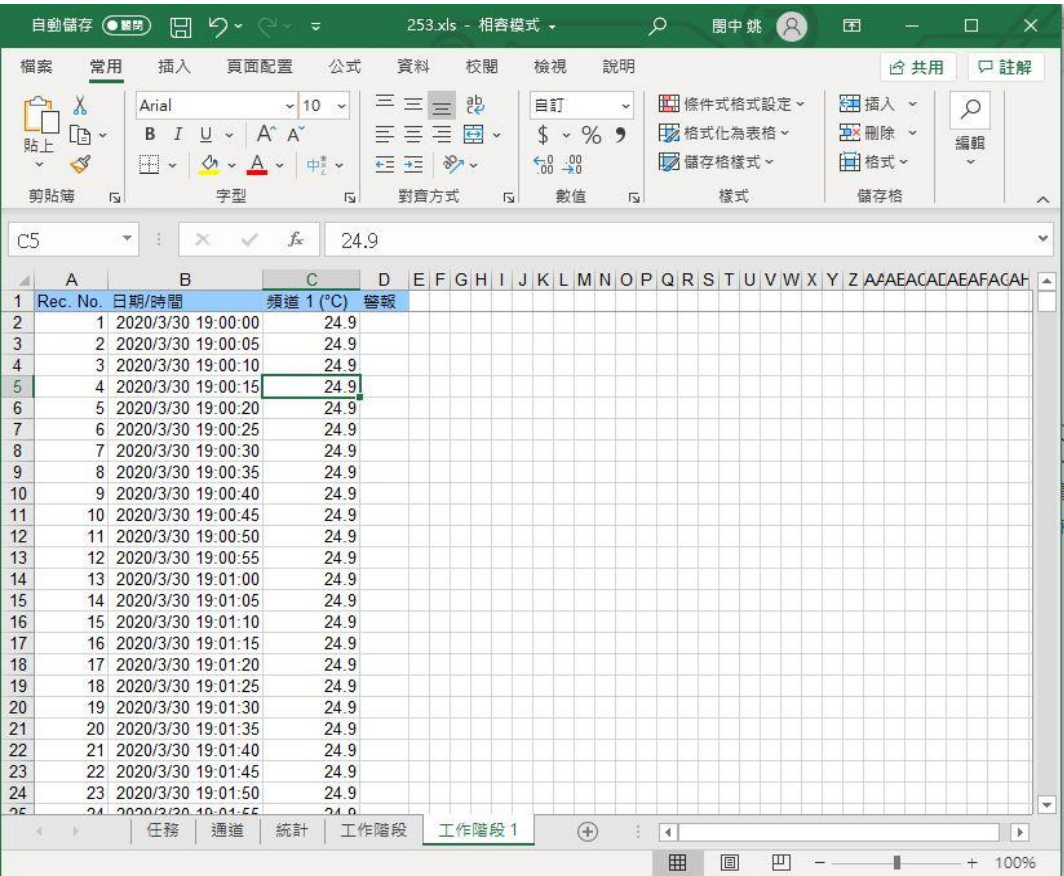 自動儲存 關閉 253.xls - 相容模式 閔中 姚
檔案 常用 插入 頁面配置 公式 資料 校閱 檢視 說明 共用 註解
Arial 10 自訂 條件式格式設定 插入
貼上 B I U A A $ % 格式化為表格 刪除 編輯
A 中 儲存格樣式 格式
剪貼簿 字型 對齊方式 數值 樣式 儲存格
C5 fx 24.9
A B C D E F G H I J K L M N O P Q R S T U V W X Y Z
1 Rec. No. 日期/時間 頻道 1 (°C) 警報
2 1 2020/3/30 19:00:00 24.9
3 2 2020/3/30 19:00:05 24.9
4 3 2020/3/30 19:00:10 24.9
5 4 2020/3/30 19:00:15 24.9
6 5 2020/3/30 19:00:20 24.9
7 6 2020/3/30 19:00:25 24.9
8 7 2020/3/30 19:00:30 24.9
9 8 2020/3/30 19:00:35 24.9
10 9 2020/3/30 19:00:40 24.9
11 10 2020/3/30 19:00:45 24.9
12 11 2020/3/30 19:00:50 24.9
13 12 2020/3/30 19:00:55 24.9
14 13 2020/3/30 19:01:00 24.9
15 14 2020/3/30 19:01:05 24.9
16 15 2020/3/30 19:01:10 24.9
17 16 2020/3/30 19:01:15 24.9
18 17 2020/3/30 19:01:20 24.9
19 18 2020/3/30 19:01:25 24.9
20 19 2020/3/30 19:01:30 24.9
21 20 2020/3/30 19:01:35 24.9
22 21 2020/3/30 19:01:40 24.9
23 22 2020/3/30 19:01:45 24.9
24 23 2020/3/30 19:01:50 24.9
25 24 2020/3/30 19:01:55 24.9
任務 通道 統計 工作階段 工作階段 1
100%